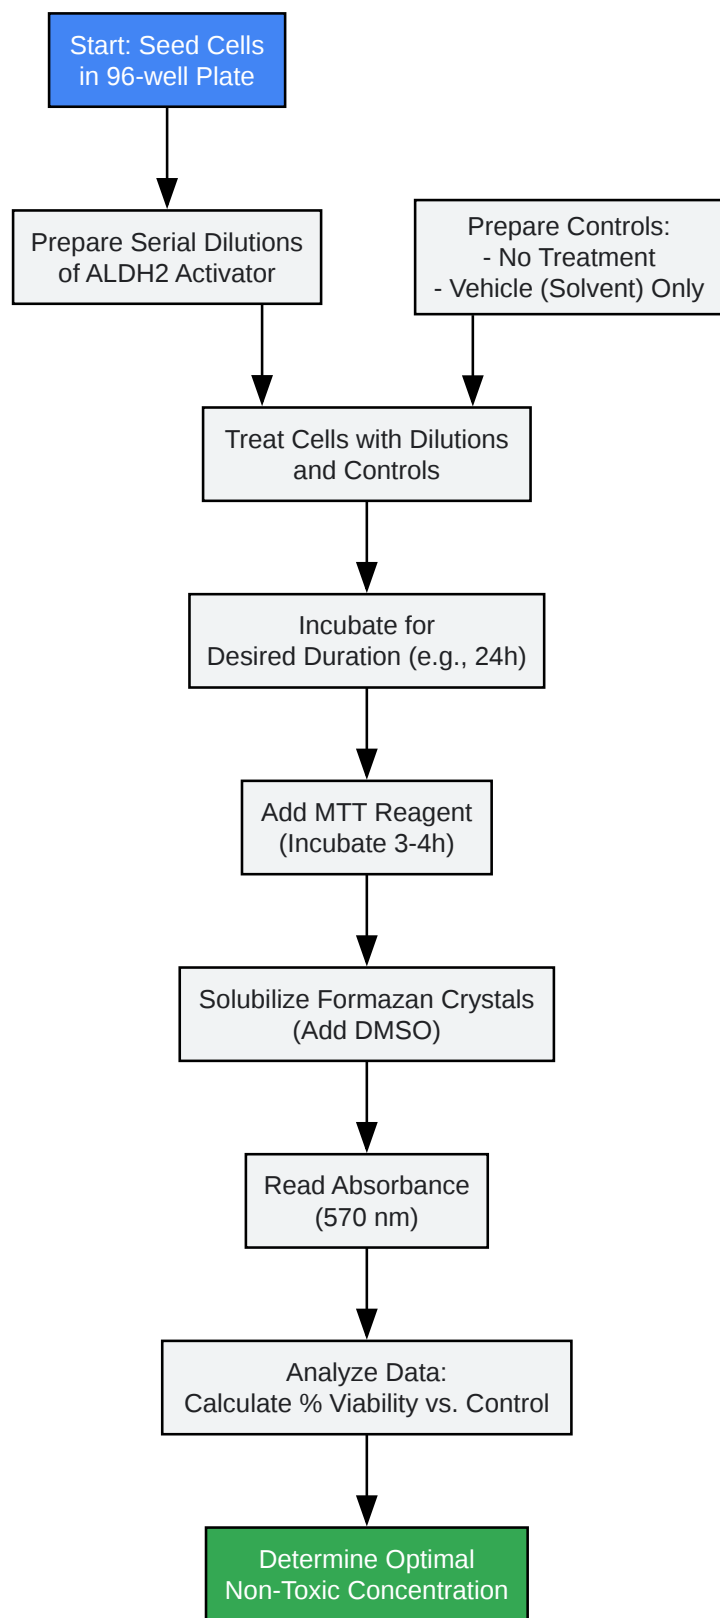 Start: Seed Cells
in 96-well Plate
Prepare Serial Dilutions
of ALDH2 Activator
Prepare Controls:
- No Treatment
- Vehicle (Solvent) Only
Treat Cells with Dilutions
and Controls
Incubate for
Desired Duration (e.g., 24h)
Add MTT Reagent
(Incubate 3-4h)
Solubilize Formazan Crystals
(Add DMSO)
Read Absorbance
(570 nm)
Analyze Data:
Calculate % Viability vs. Control
Determine Optimal
Non-Toxic Concentration